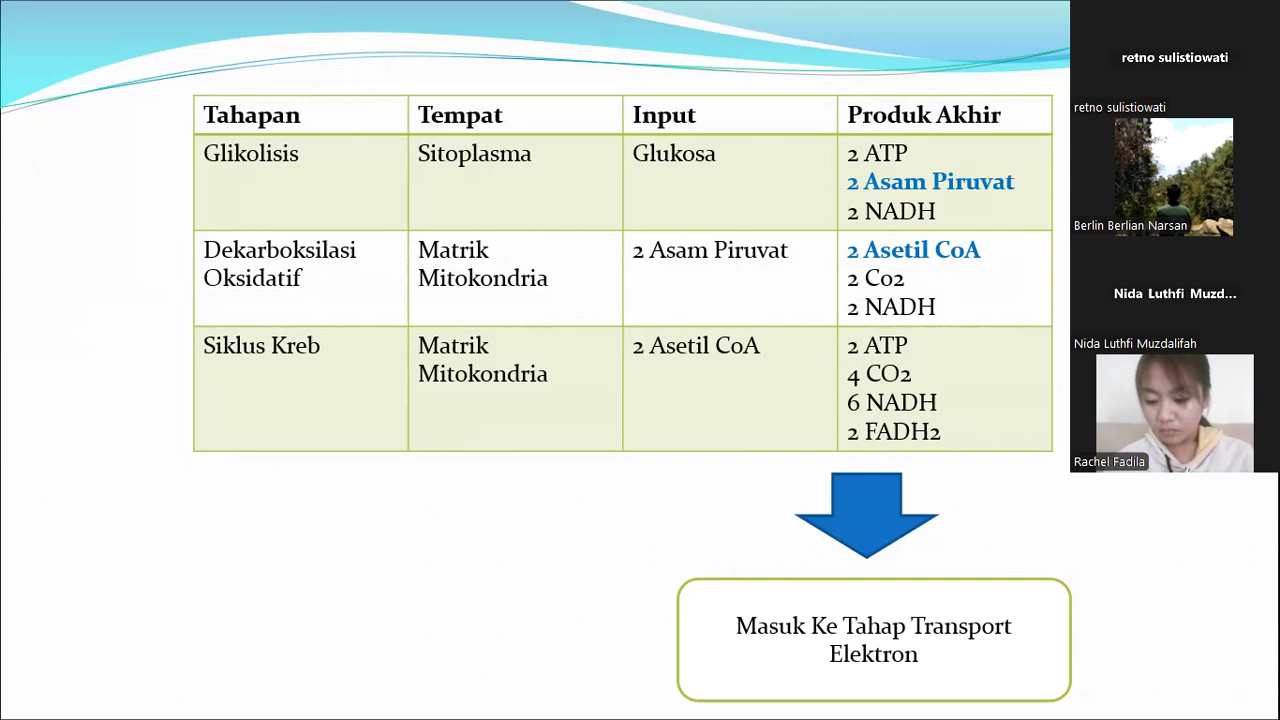 Tahapan
Tempat
Input
Produk Akhir
Glikolisis
Sitoplasma
Glukosa
2 ATP
2 Asam Piruvat
2 NADH
Dekarboksilasi
Oksidatif
Matrik
Mitokondria
2 Asam Piruvat
2 Asetil CoA
2 Co2
2 NADH
Siklus Kreb
Matrik
Mitokondria
2 Asetil CoA
2 ATP
4 CO2
6 NADH
2 FADH2
Masuk Ke Tahap Transport
Elektron
retno sulistiowati
retno sulistiowati
Berlin Berlian Narsan
Nida Luthfi Muzd...
Nida Luthfi Muzdalifah
Rachel Fadila